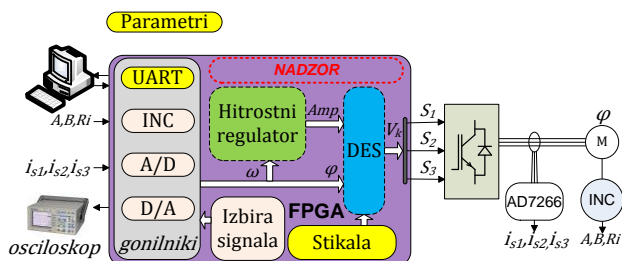 Parametri
NADZOR
UART
INC
A/D
D/A
gonilniki
A,B,Ri
is1,is2,is3
osciloskop
Hitrostni
regulator
Amp
ω
φ
DES
FPGA
Izbira
signala
Stikala
Vk
S1
S2
S3
φ
M
AD7266
INC
is1,is2,is3
A,B,Ri